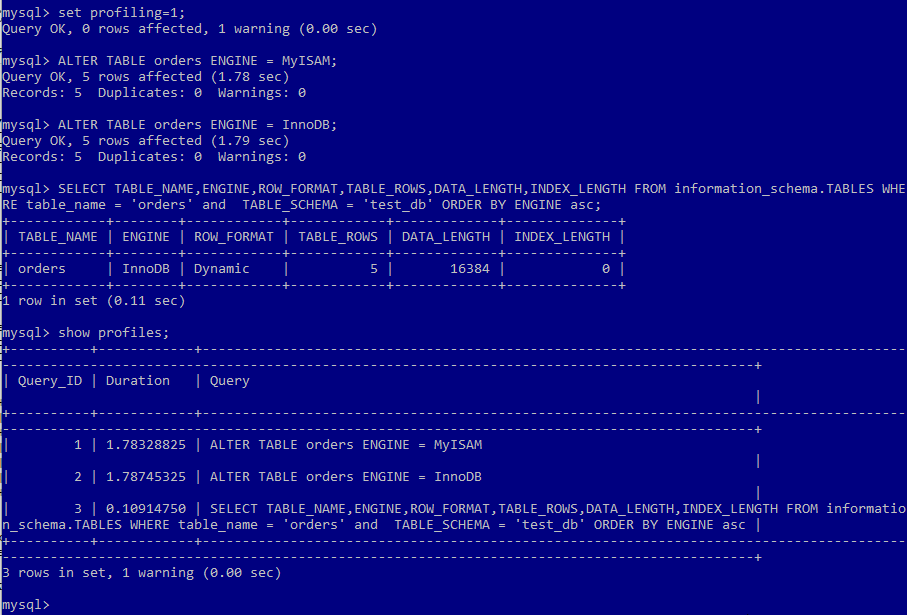 mysql> set profiling=1;
Query OK, 0 rows affected, 1 warning (0.00 sec)
mysql> ALTER TABLE orders ENGINE = MyISAM;
Query OK, 5 rows affected (1.78 sec)
Records: 5  Duplicates: 0  Warnings: 0
mysql> ALTER TABLE orders ENGINE = InnoDB;
Query OK, 5 rows affected (1.79 sec)
Records: 5  Duplicates: 0  Warnings: 0
mysql> SELECT TABLE_NAME,ENGINE,ROW_FORMAT,TABLE_ROWS,DATA_LENGTH,INDEX_LENGTH FROM information_schema.TABLES WHE
RE table_name = 'orders' and  TABLE_SCHEMA = 'test_db' ORDER BY ENGINE asc;
| TABLE_NAME | ENGINE | ROW_FORMAT | TABLE_ROWS | DATA_LENGTH | INDEX_LENGTH |
| orders     | InnoDB | Dynamic    |          5 |       16384 |            0 |
1 row in set (0.11 sec)
mysql> show profiles;
| Query_ID | Duration   | Query
|        1 | 1.78328825 | ALTER TABLE orders ENGINE = MyISAM
|        2 | 1.78745325 | ALTER TABLE orders ENGINE = InnoDB
|        3 | 0.10914750 | SELECT TABLE_NAME,ENGINE,ROW_FORMAT,TABLE_ROWS,DATA_LENGTH,INDEX_LENGTH FROM informatio
n_schema.TABLES WHERE table_name = 'orders' and  TABLE_SCHEMA = 'test_db' ORDER BY ENGINE asc |
3 rows in set, 1 warning (0.00 sec)
mysql>